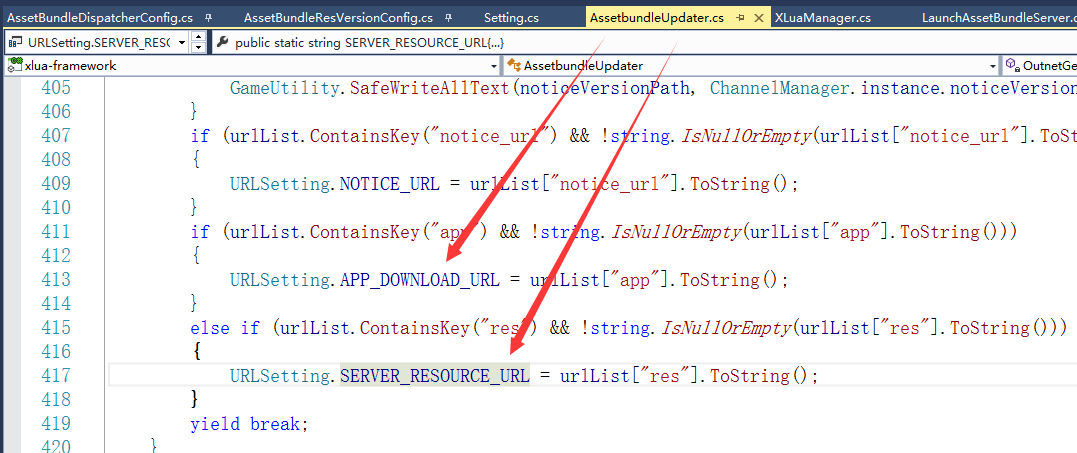 AssetBundleDispatcherConfig.cs AssetBundleResVersionConfig.cs Setting.cs AssetbundleUpdater.cs XLuaManager.cs LaunchAssetBundleServer.c
URLSetting.SERVER_RES( public static string SERVER_RESOURCE_URL{...}
xlua-framework AssetbundleUpdater OutnetGe
405 GameUtility.SafeWriteAllText(noticeVersionPath, ChannelManager.instance.noticeVersion
406 }
407 if (urlList.ContainsKey("notice_url") && !string.IsNullOrEmpty(urlList["notice_url"].ToSt
408 {
409 URLSetting.NOTICE_URL = urlList["notice_url"].ToString();
410 }
411 if (urlList.ContainsKey("app") && !string.IsNullOrEmpty(urlList["app"].ToString()))
412 {
413 URLSetting.APP_DOWNLOAD_URL = urlList["app"].ToString();
414 }
415 else if (urlList.ContainsKey("res") && !string.IsNullOrEmpty(urlList["res"].ToString()))
416 {
417 URLSetting.SERVER_RESOURCE_URL = urlList["res"].ToString();
418 }
419 yield break;
420 }